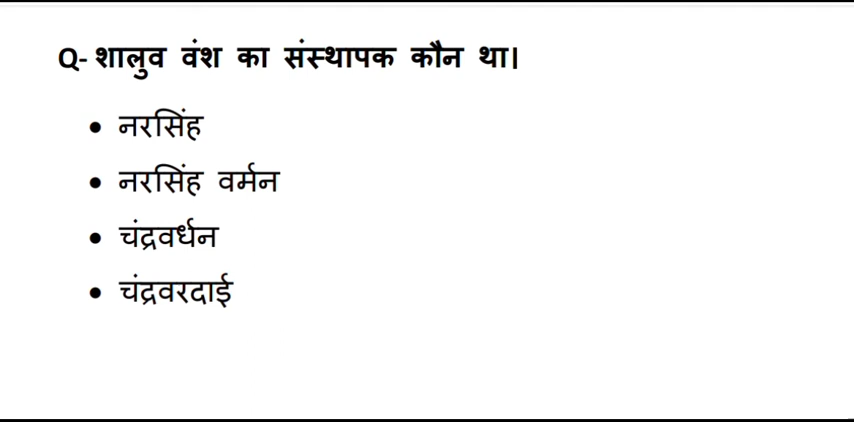 Q- शालुव वंश का संस्थापक कौन था।
• नरसिंह
• नरसिंह वर्मन
• चंद्रवर्धन
• चंद्रवरदाई